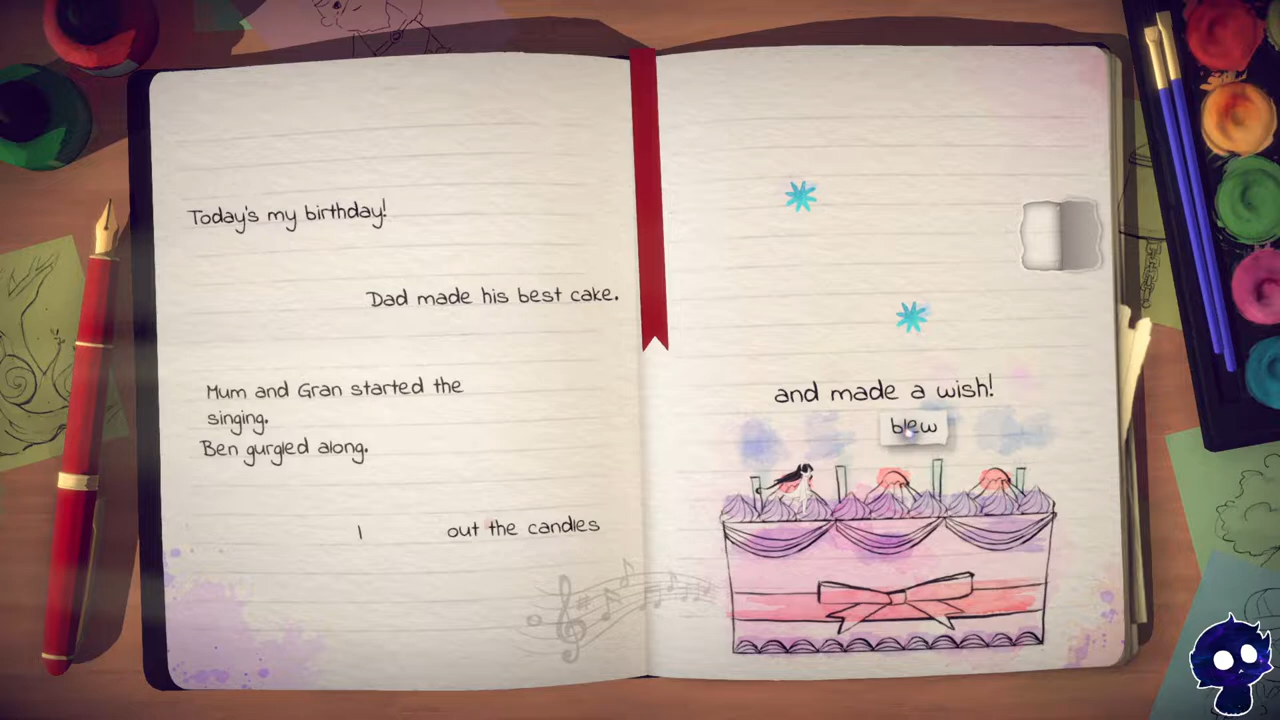 Today's my birthday!
Dad made his best cake.
Mum and Gran started the
singing.
Ben gurgled along.
I out the candles
and made a wish!
blew